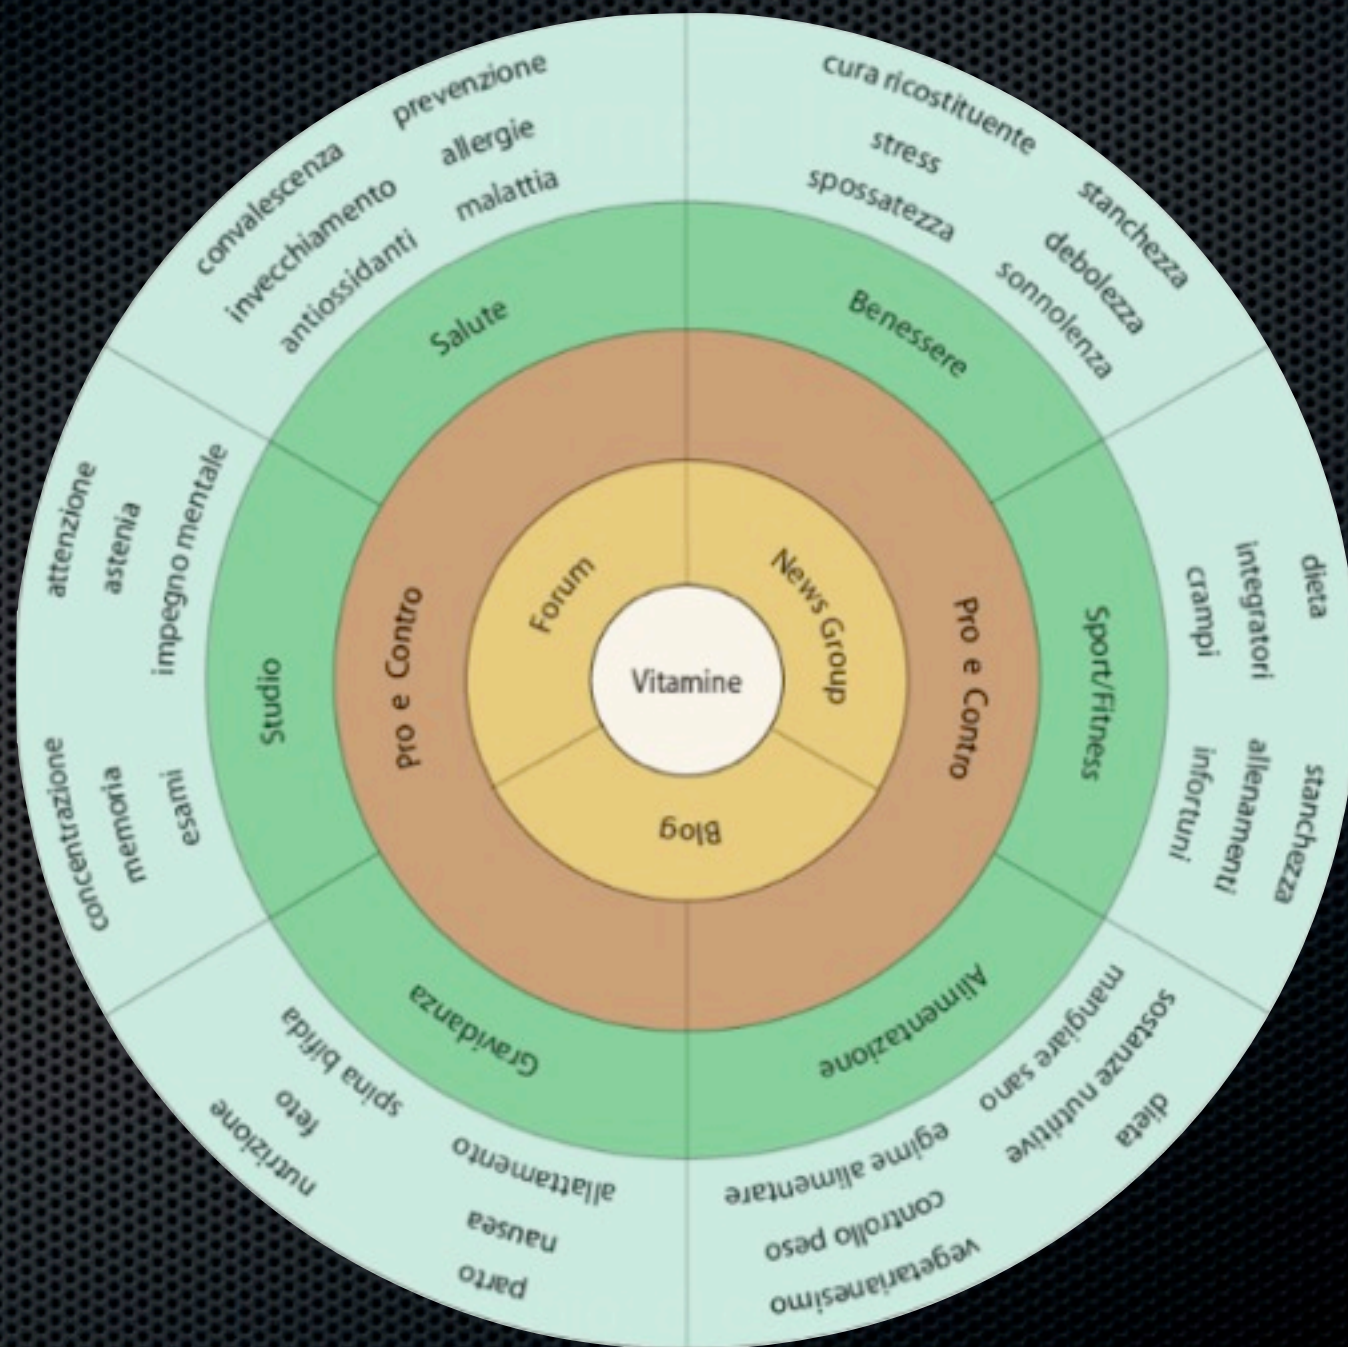 Vitamine
Forum
News Group
Blog
Pro e Contro
Pro e Contro
Salute
Benessere
Sport/Fitness
Alimentazione
Gravidanza
Studio
prevenzione
allergie
malattia
convalescenza
invecchiamento
antiossidanti
cura ricostituente
stress
spossatezza
stanchezza
debolezza
sonnolenza
dieta
integratori
crampi
stanchezza
allenamenti
infortuni
dieta
sostanze nutritive
mangiare sano
vegetarianesimo
controllo peso
egime alimentare
parto
nausea
allattamento
nutrizione
feto
spina bifida
concentrazione
memoria
esami
attenzione
astenia
impegno mentale